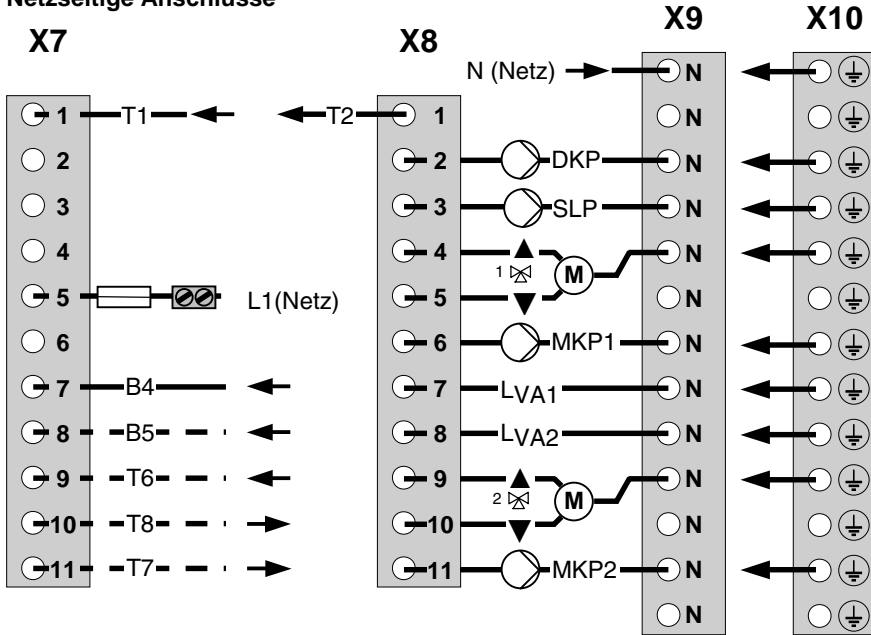 Netzseitige Anschlüsse
X7 X8 X9 X10
N (Netz) N
1 T1 T2 1 N
2 2 DKP N
3 3 SLP N
4 4 1 M N
5 L1(Netz) 5 N
6 6 MKP1 N
7 B4 7 LVA1 N
8 B5 8 LVA2 N
9 T6 9 2 M N
10 T8 10 N
11 T7 11 MKP2 N
N